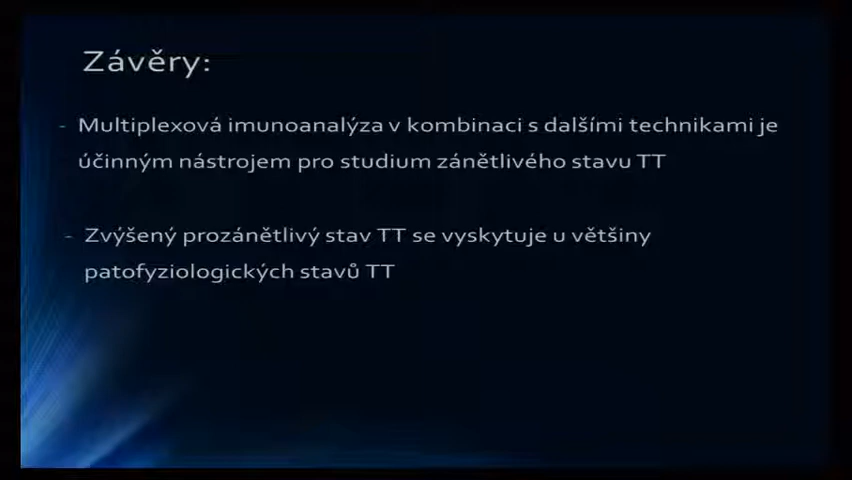 Závěry:
- Multiplexová imunoanalýza v kombinaci s dalšími technikami je
účinným nástrojem pro studium zánětlivého stavu TT
- Zvýšený prozánětlivý stav TT se vyskytuje u většiny
patofyziologických stavů TT